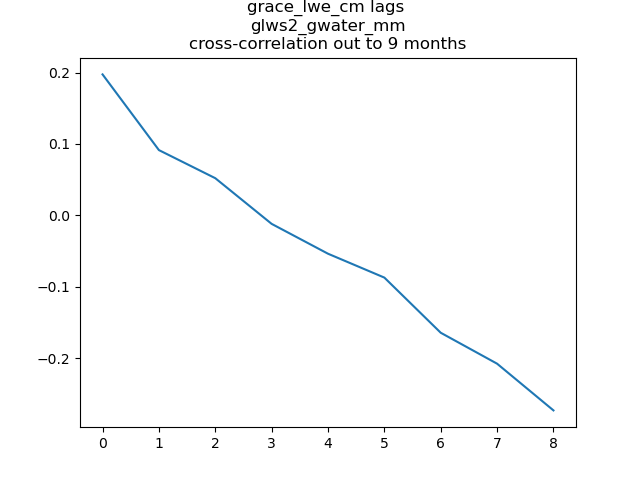 grace_lwe_cm lags
glws2_gwater_mm
cross-correlation out to 9 months
0.2
0.1
0.0
−0.1
−0.2
0 1 2 3 4 5 6 7 8